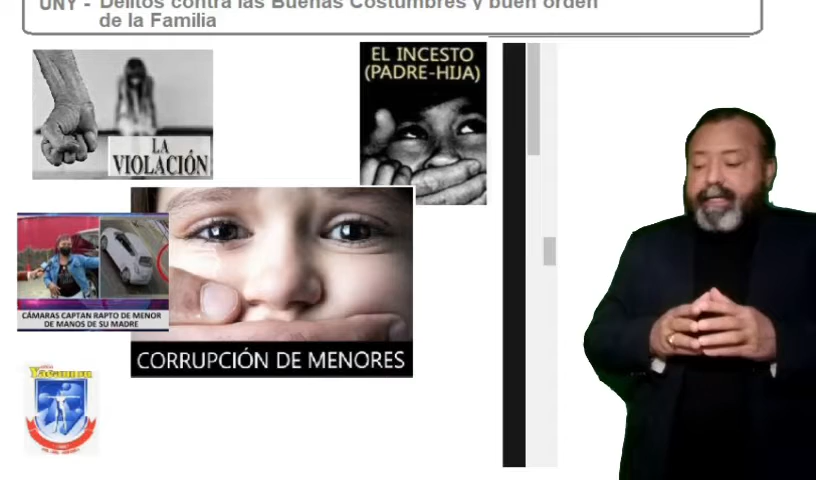 UNY - Delitos contra las Buenas Costumbres y buen orden
de la Familia
EL INCESTO
(PADRE-HIJA)
LA
VIOLACIÓN
CÁMARAS CAPTAN RAPTO DE MENOR
DE MANOS DE SU MADRE
CORRUPCIÓN DE MENORES
Yacambú